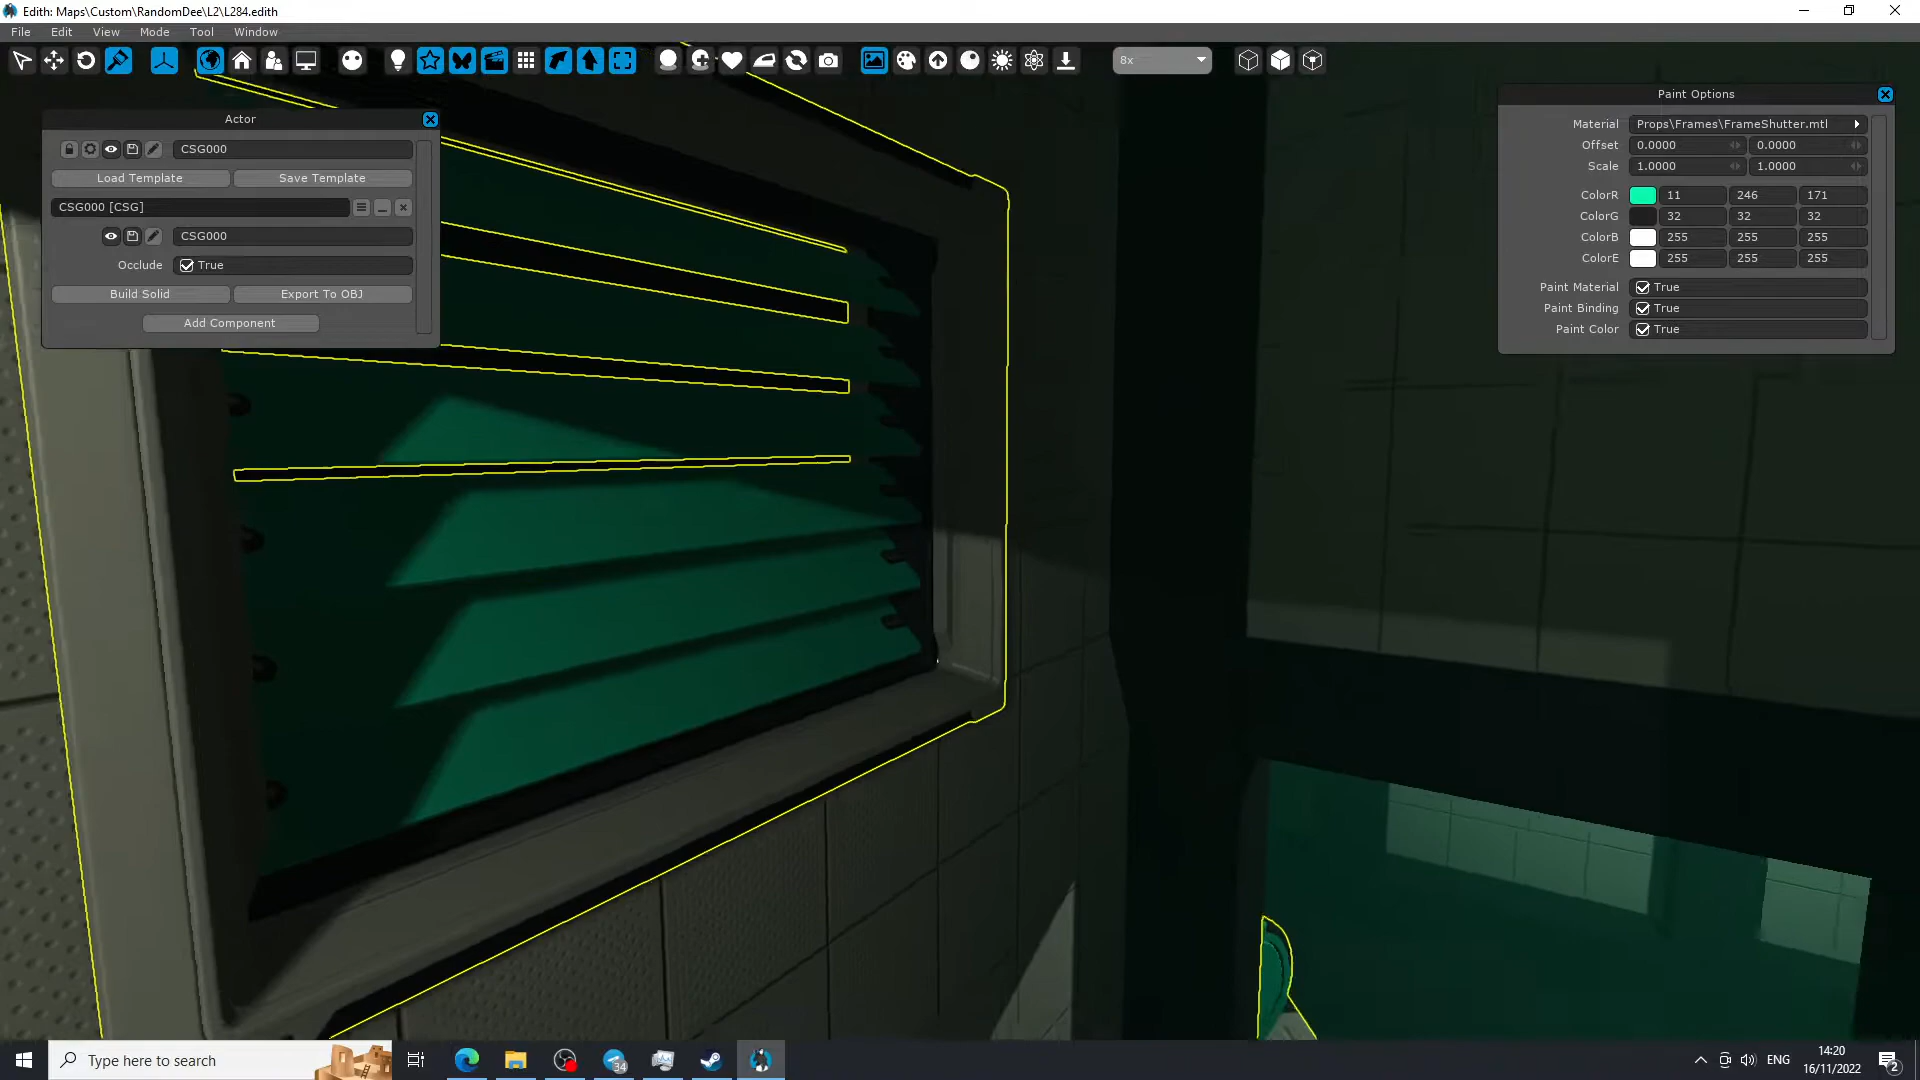 Edith: Maps\Custom\RandomDee\L2\L284.edith
File Edit View Mode Tool Window
8x
Actor
CSG000
Load Template Save Template
CSG000 [CSG]
CSG000
Occlude True
Build Solid Export To OBJ
Add Component
Paint Options
Material Props\Frames\FrameShutter.mtl
Offset 0.0000 0.0000
Scale 1.0000 1.0000
ColorR 11 246 171
ColorG 32 32 32
ColorB 255 255 255
ColorE 255 255 255
Paint Material True
Paint Binding True
Paint Color True
Type here to search
34
ENG
14:20
16/11/2022
2